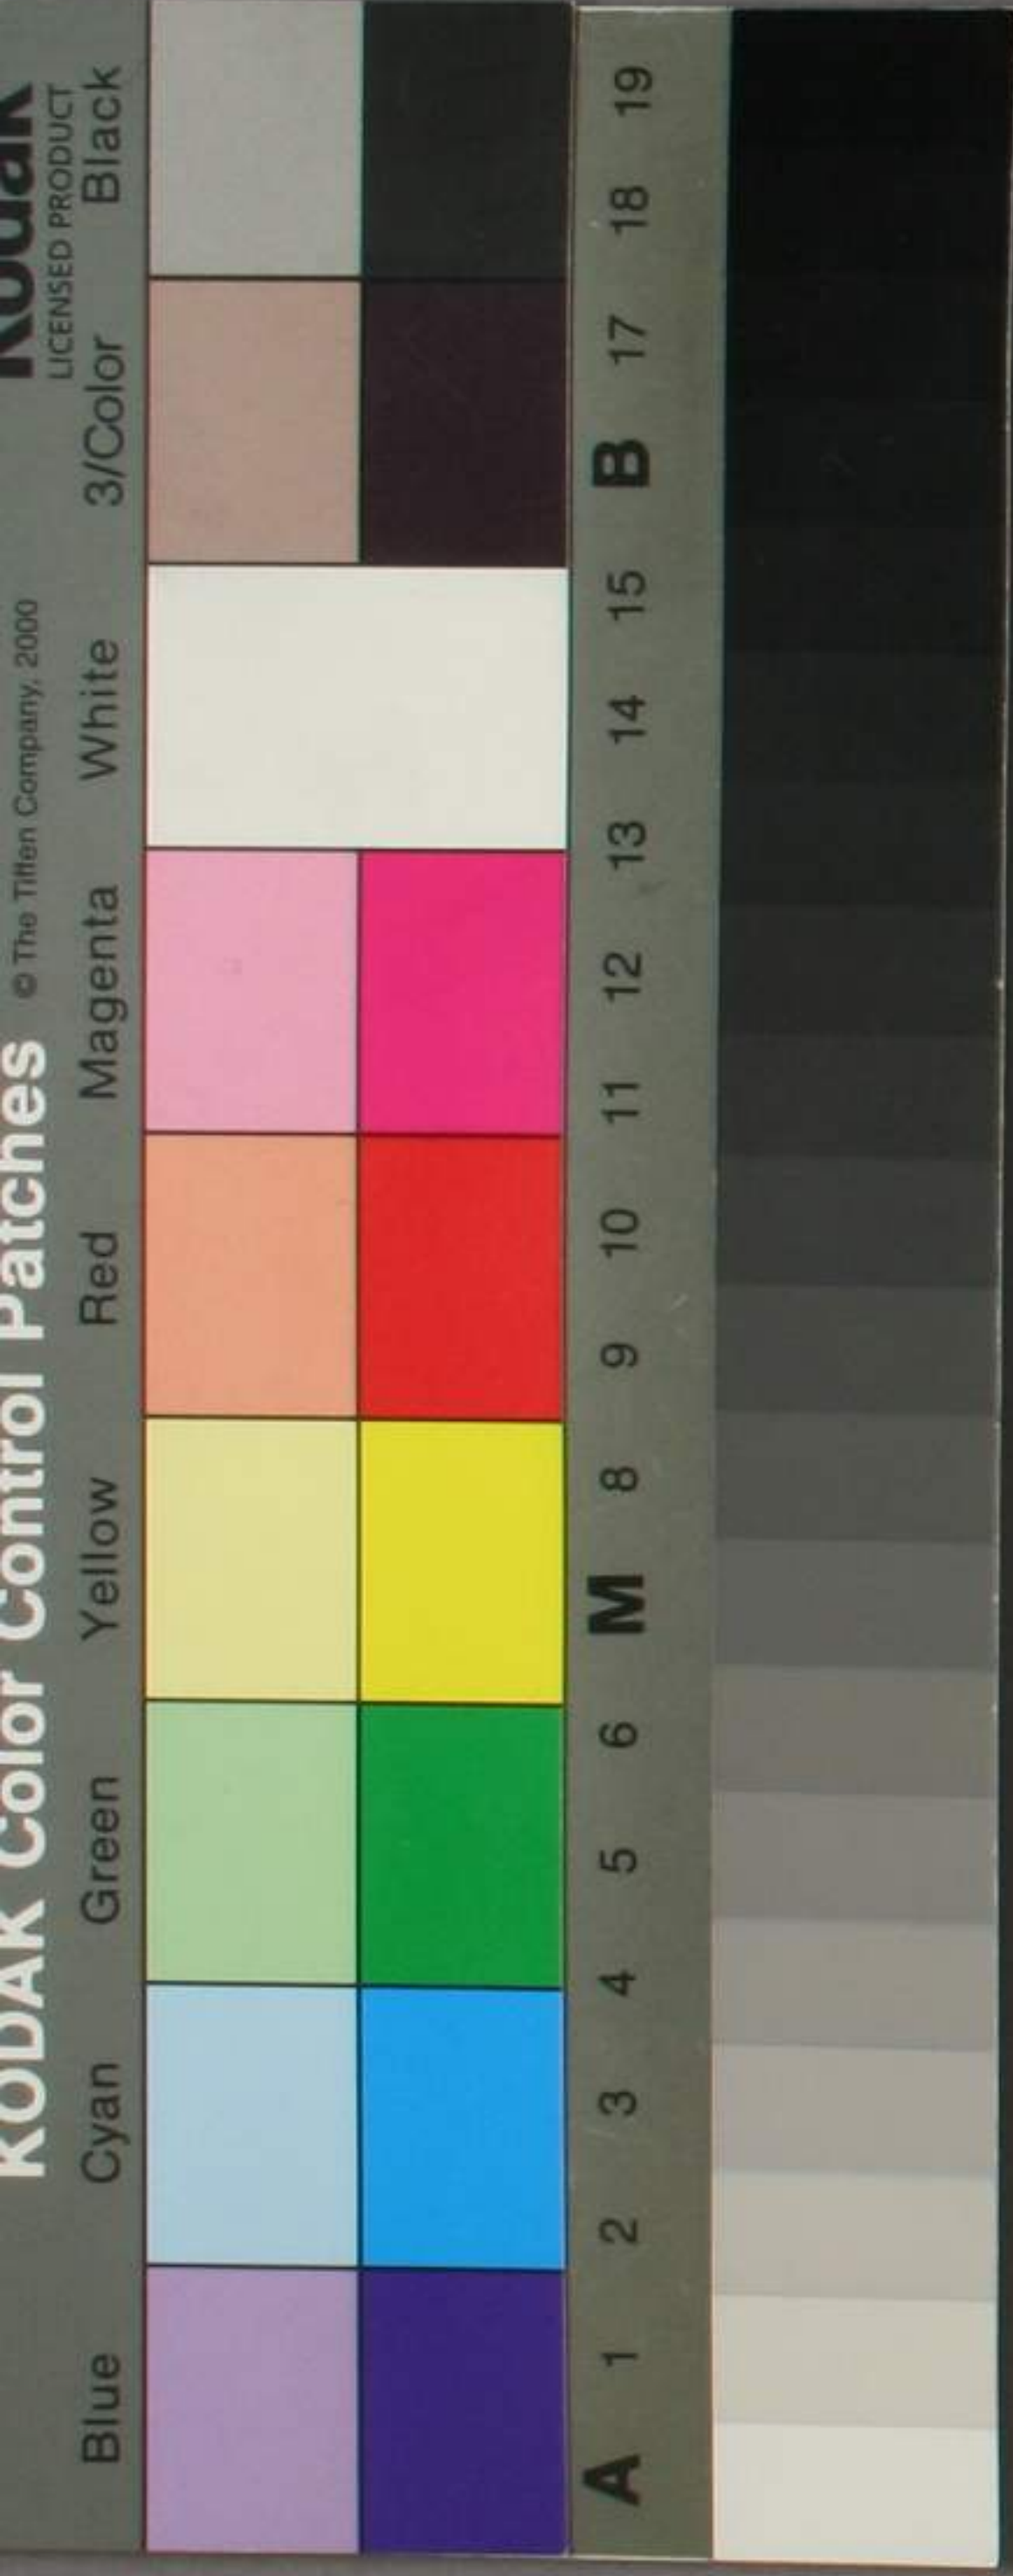 KODAK Color Control Patches © The Tiffen Company, 2000
Kodak
LICENSED PRODUCT
Blue Cyan Green Yellow Red Magenta White 3/Color Black
A 1 2 3 4 5 6 M 8 9 10 11 12 13 14 15 B 17 18 19